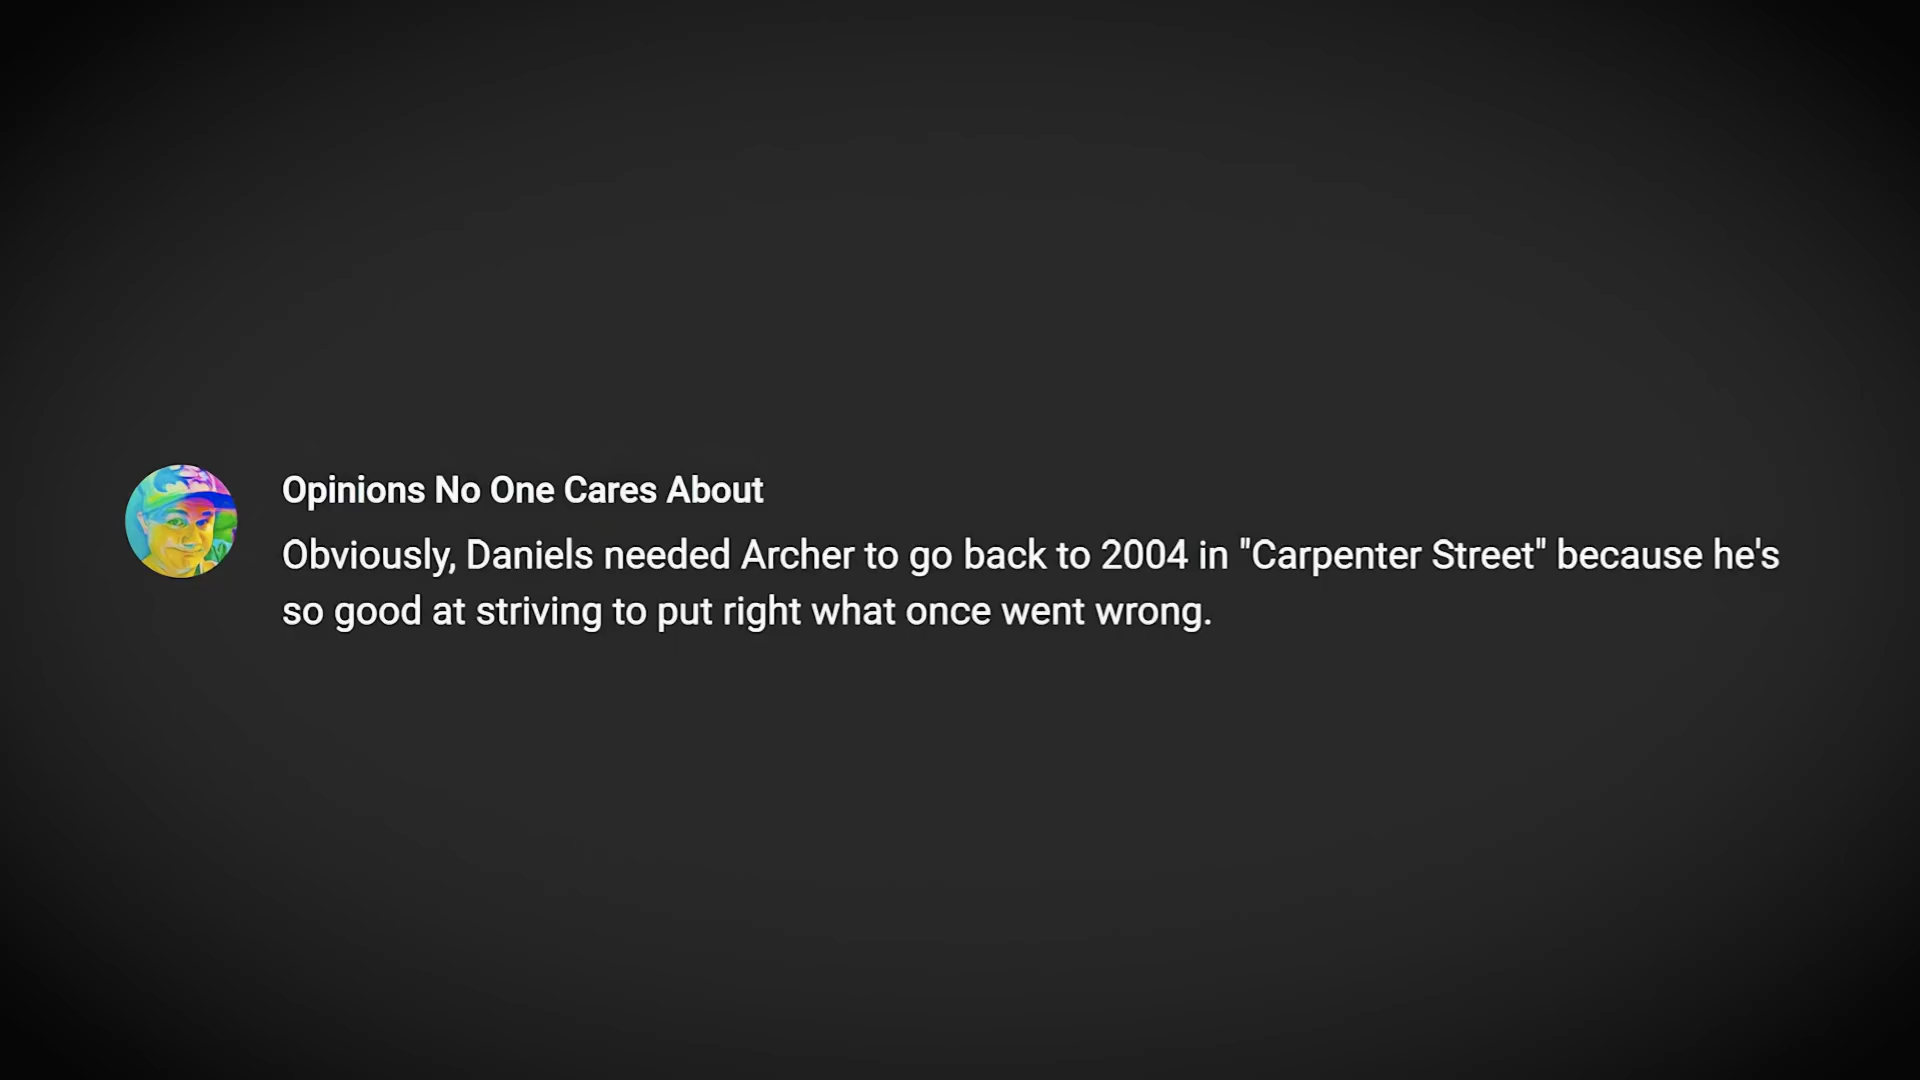 Opinions No One Cares About
Obviously, Daniels needed Archer to go back to 2004 in "Carpenter Street" because he's
so good at striving to put right what once went wrong.